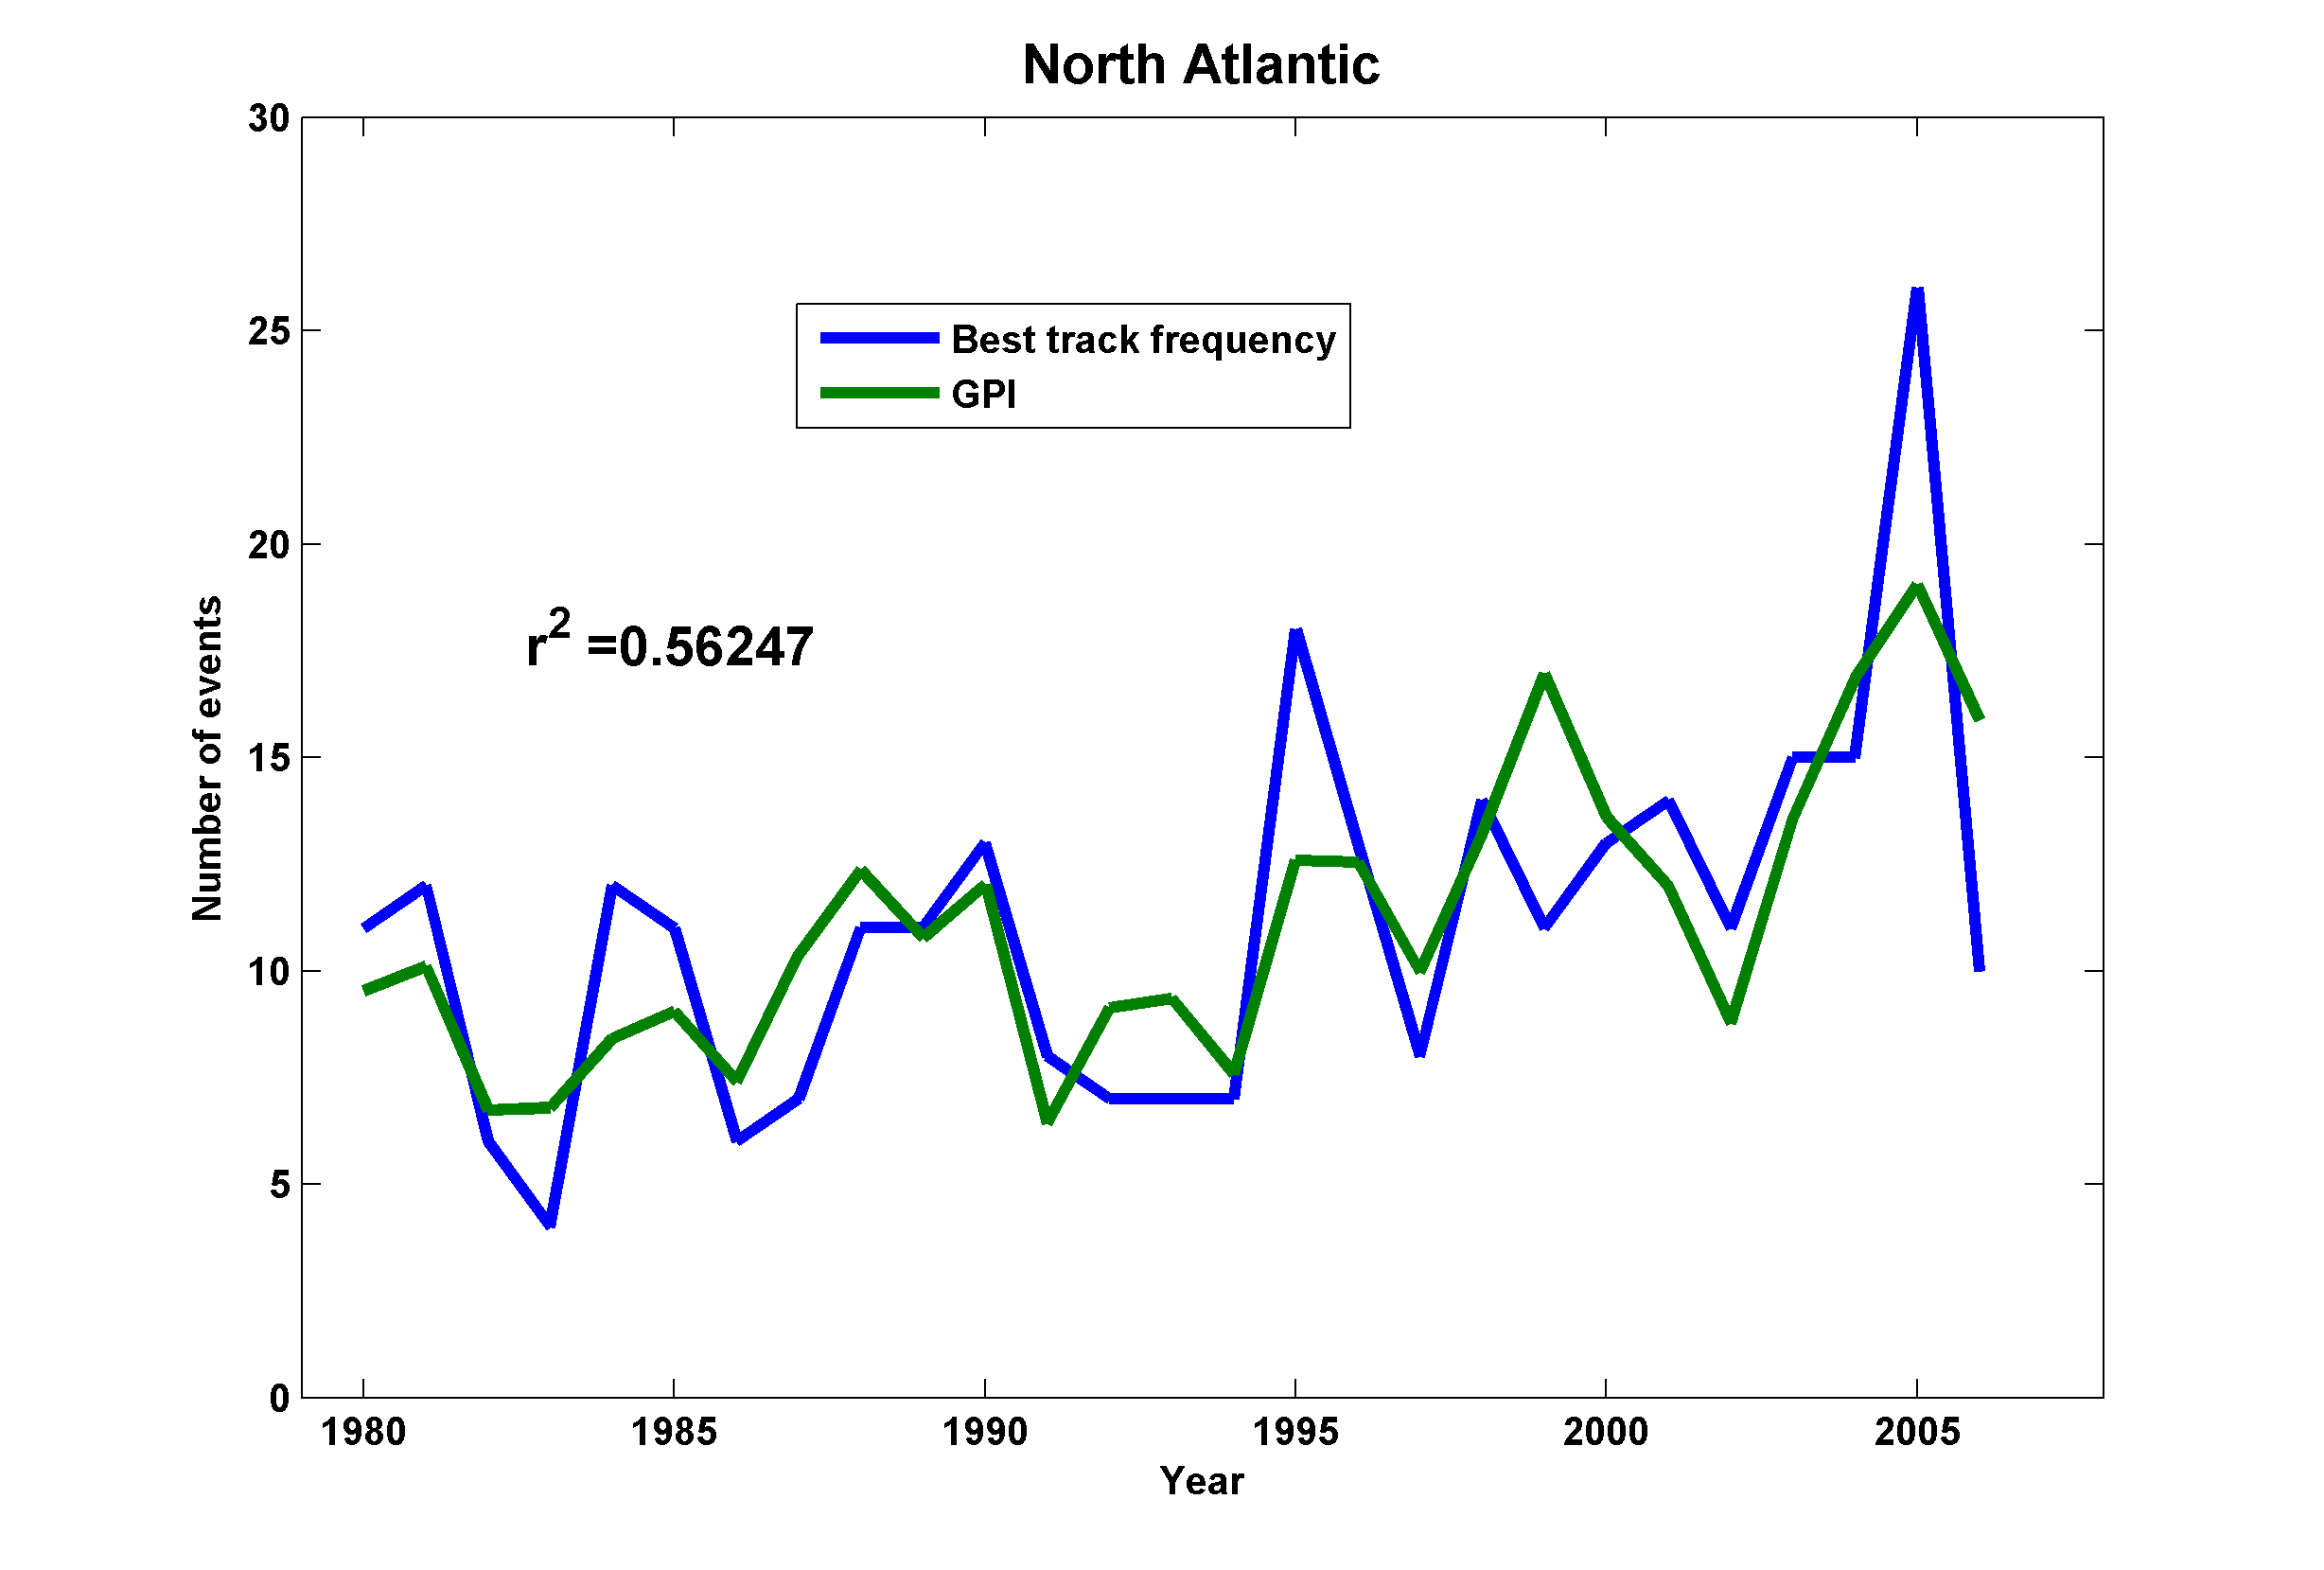 North Atlantic
30
25
20
15
10
5
0
Number of events
Best track frequency
GPI
r² =0.56247
1980 1985 1990 1995 2000 2005
Year